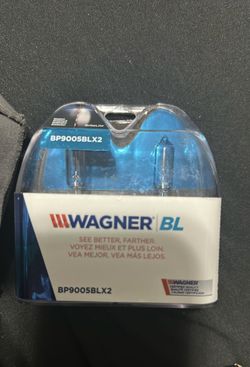 BP9005BLX2
WAGNER BL
SEE BETTER, FARTHER.
VOYEZ MIEUX ET PLUS LOIN.
VEA MEJOR, VEA MÁS LEJOS.
WAGNER
BP9005BLX2